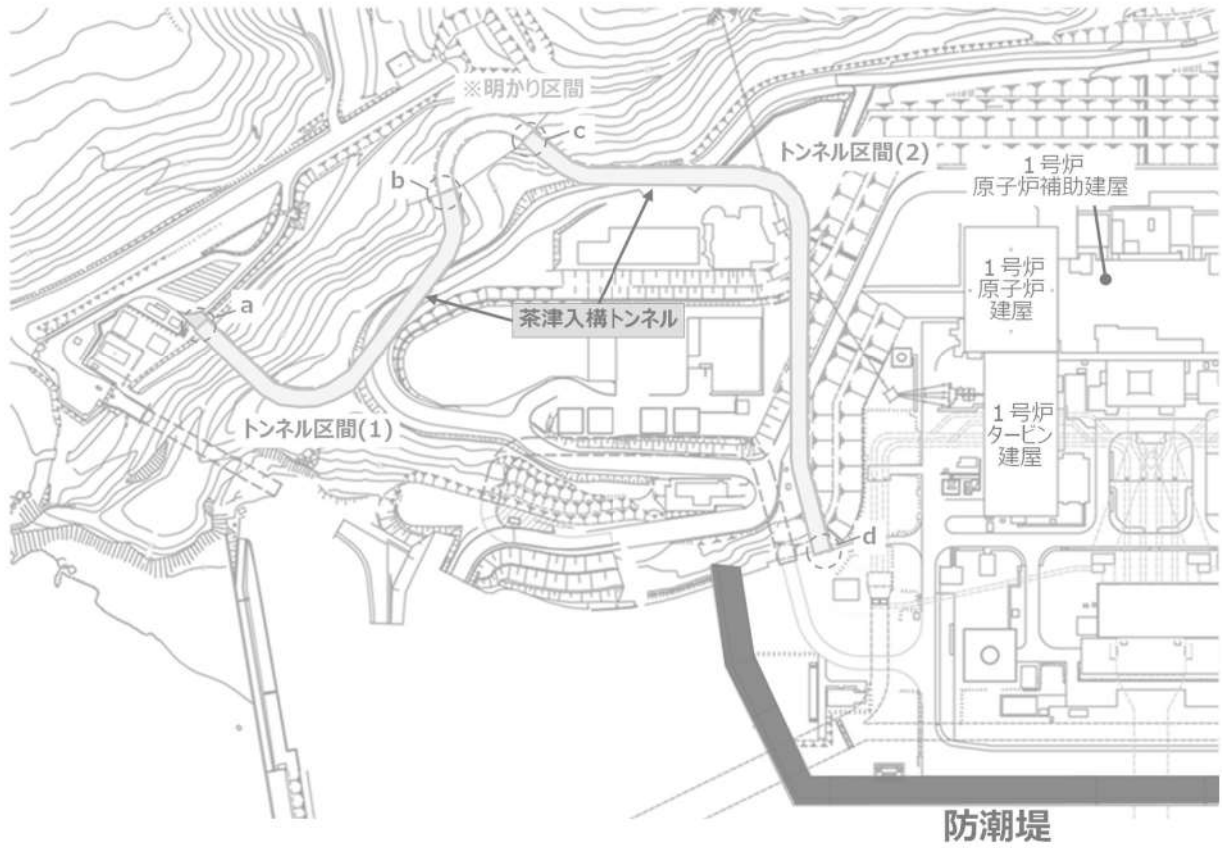 ※明かり区間
c
トンネル区間(2)
1号炉
原子炉補助建屋
b
1号炉
原子炉
建屋
a
茶津入構トンネル
トンネル区間(1)
1号炉
タービン
建屋
d
防潮堤